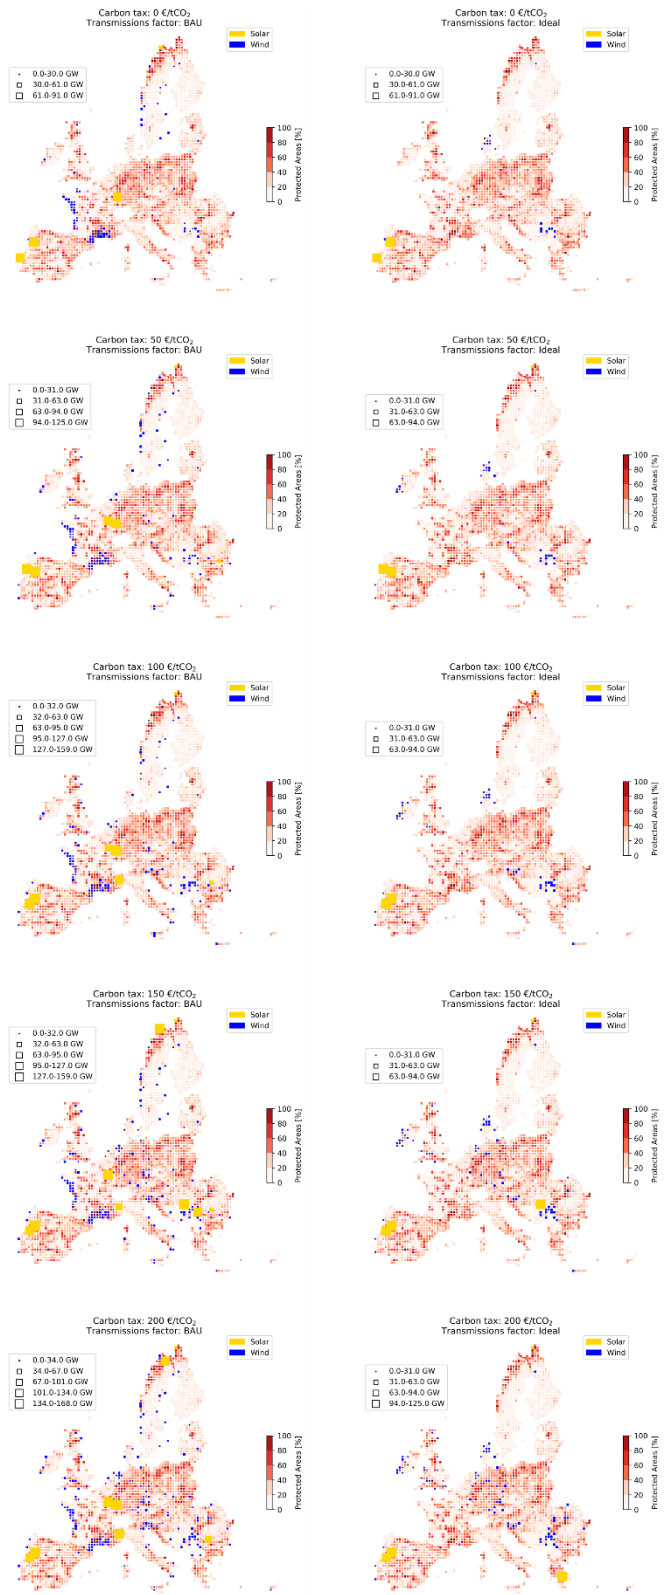 Carbon tax: 0 €/tCO₂
Transmissions factor: BAU
Solar
Wind
0.0-30.0 GW
30.0-61.0 GW
61.0-91.0 GW
100
80
60
40
20
0
Protected Areas [%]
Carbon tax: 0 €/tCO₂
Transmissions factor: Ideal
Solar
Wind
0.0-30.0 GW
30.0-61.0 GW
61.0-91.0 GW
100
80
60
40
20
0
Protected Areas [%]
Carbon tax: 50 €/tCO₂
Transmissions factor: BAU
Solar
Wind
0.0-31.0 GW
31.0-63.0 GW
63.0-94.0 GW
94.0-125.0 GW
100
80
60
40
20
0
Protected Areas [%]
Carbon tax: 50 €/tCO₂
Transmissions factor: Ideal
Solar
Wind
0.0-31.0 GW
31.0-63.0 GW
63.0-94.0 GW
100
80
60
40
20
0
Protected Areas [%]
Carbon tax: 100 €/tCO₂
Transmissions factor: BAU
Solar
Wind
0.0-32.0 GW
32.0-63.0 GW
63.0-95.0 GW
95.0-127.0 GW
127.0-159.0 GW
100
80
60
40
20
0
Protected Areas [%]
Carbon tax: 100 €/tCO₂
Transmissions factor: Ideal
Solar
Wind
0.0-31.0 GW
31.0-63.0 GW
63.0-94.0 GW
100
80
60
40
20
0
Protected Areas [%]
Carbon tax: 150 €/tCO₂
Transmissions factor: BAU
Solar
Wind
0.0-32.0 GW
32.0-63.0 GW
63.0-95.0 GW
95.0-127.0 GW
127.0-159.0 GW
100
80
60
40
20
0
Protected Areas [%]
Carbon tax: 150 €/tCO₂
Transmissions factor: Ideal
Solar
Wind
0.0-31.0 GW
31.0-63.0 GW
63.0-94.0 GW
100
80
60
40
20
0
Protected Areas [%]
Carbon tax: 200 €/tCO₂
Transmissions factor: BAU
Solar
Wind
0.0-34.0 GW
34.0-67.0 GW
67.0-101.0 GW
101.0-134.0 GW
134.0-168.0 GW
100
80
60
40
20
0
Protected Areas [%]
Carbon tax: 200 €/tCO₂
Transmissions factor: Ideal
Solar
Wind
0.0-31.0 GW
31.0-63.0 GW
63.0-94.0 GW
94.0-125.0 GW
100
80
60
40
20
0
Protected Areas [%]